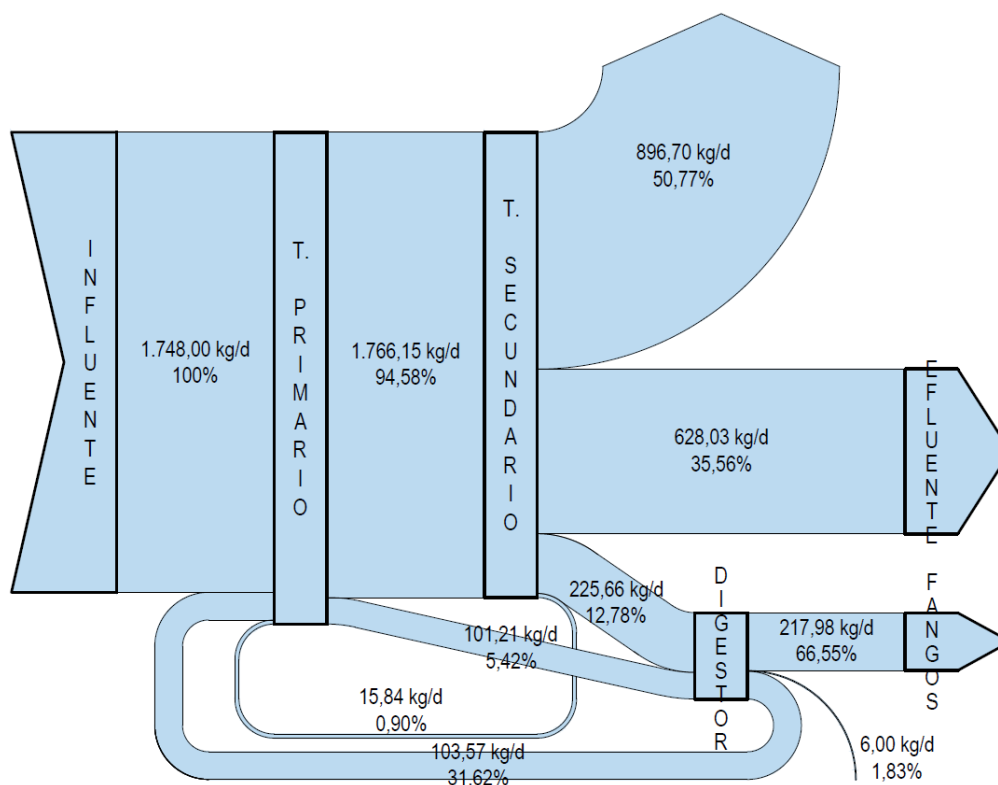 INFLUENTE
1.748,00 kg/d
100%
T. PRIMARIO
1.766,15 kg/d
94,58%
T. SECUNDARIO
896,70 kg/d
50,77%
628,03 kg/d
35,56%
EFLUENTE
225,66 kg/d
12,78%
DIGESTOR
217,98 kg/d
66,55%
FANGOS
101,21 kg/d
5,42%
15,84 kg/d
0,90%
103,57 kg/d
31,62%
6,00 kg/d
1,83%